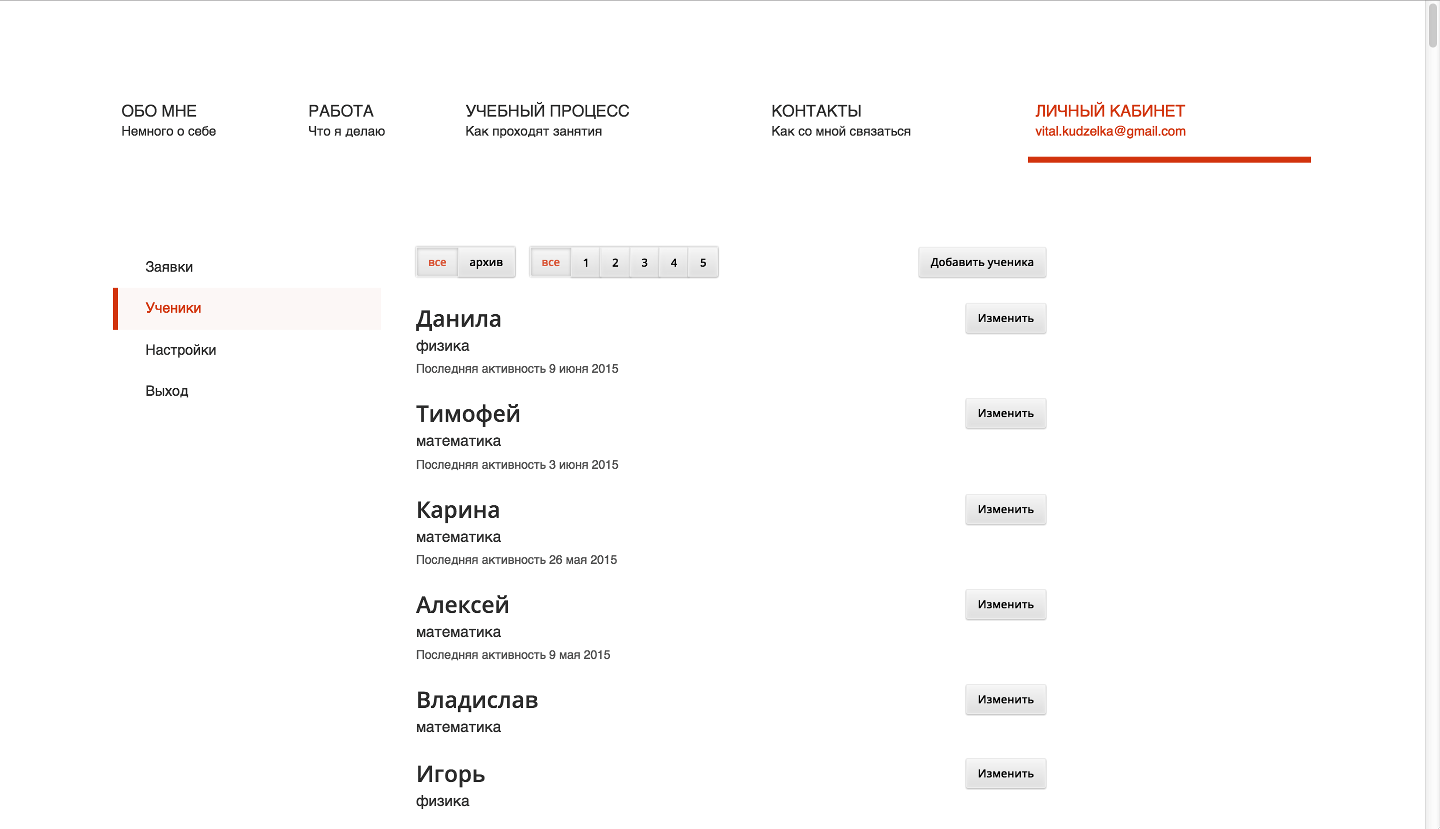 ОБО МНЕ
Немного о себе
РАБОТА
Что я делаю
УЧЕБНЫЙ ПРОЦЕСС
Как проходят занятия
КОНТАКТЫ
Как со мной связаться
ЛИЧНЫЙ КАБИНЕТ
vital.kudzelka@gmail.com
Заявки
Ученики
Настройки
Выход
все архив все 1 2 3 4 5 Добавить ученика
Данила Изменить
физика
Последняя активность 9 июня 2015
Тимофей Изменить
математика
Последняя активность 3 июня 2015
Карина Изменить
математика
Последняя активность 26 мая 2015
Алексей Изменить
математика
Последняя активность 9 мая 2015
Владислав Изменить
математика
Игорь Изменить
физика